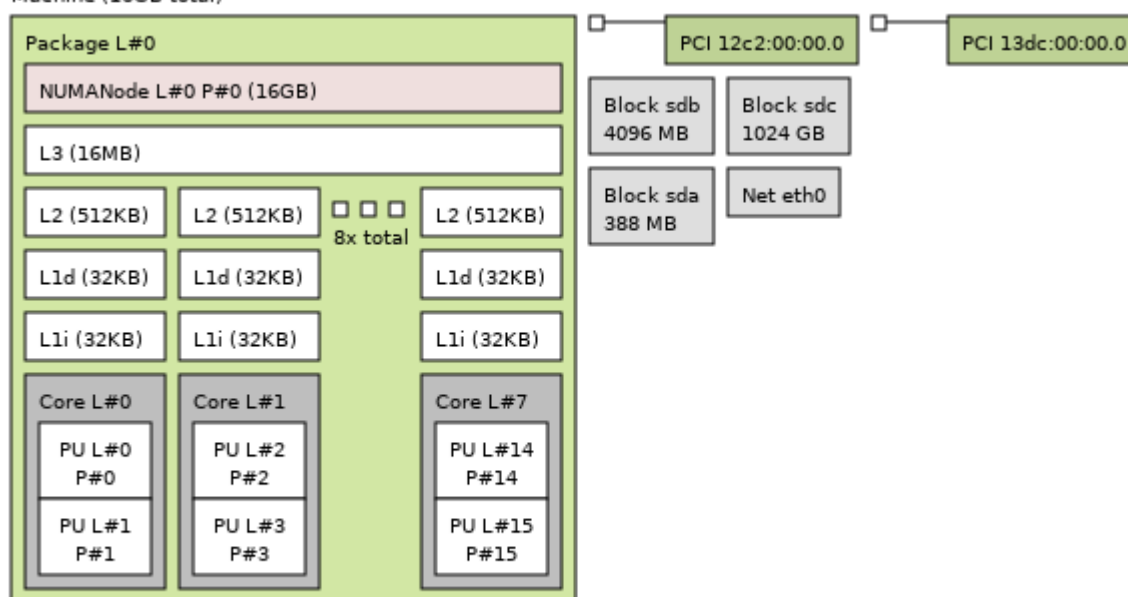 Machine (16GB total)
Package L#0
NUMANode L#0 P#0 (16GB)
L3 (16MB)
L2 (512KB)
L2 (512KB)
8x total
L2 (512KB)
L1d (32KB)
L1d (32KB)
L1d (32KB)
L1i (32KB)
L1i (32KB)
L1i (32KB)
Core L#0
PU L#0
P#0
PU L#1
P#1
Core L#1
PU L#2
P#2
PU L#3
P#3
Core L#7
PU L#14
P#14
PU L#15
P#15
PCI 12c2:00:00.0
PCI 13dc:00:00.0
Block sdb
4096 MB
Block sdc
1024 GB
Block sda
388 MB
Net eth0